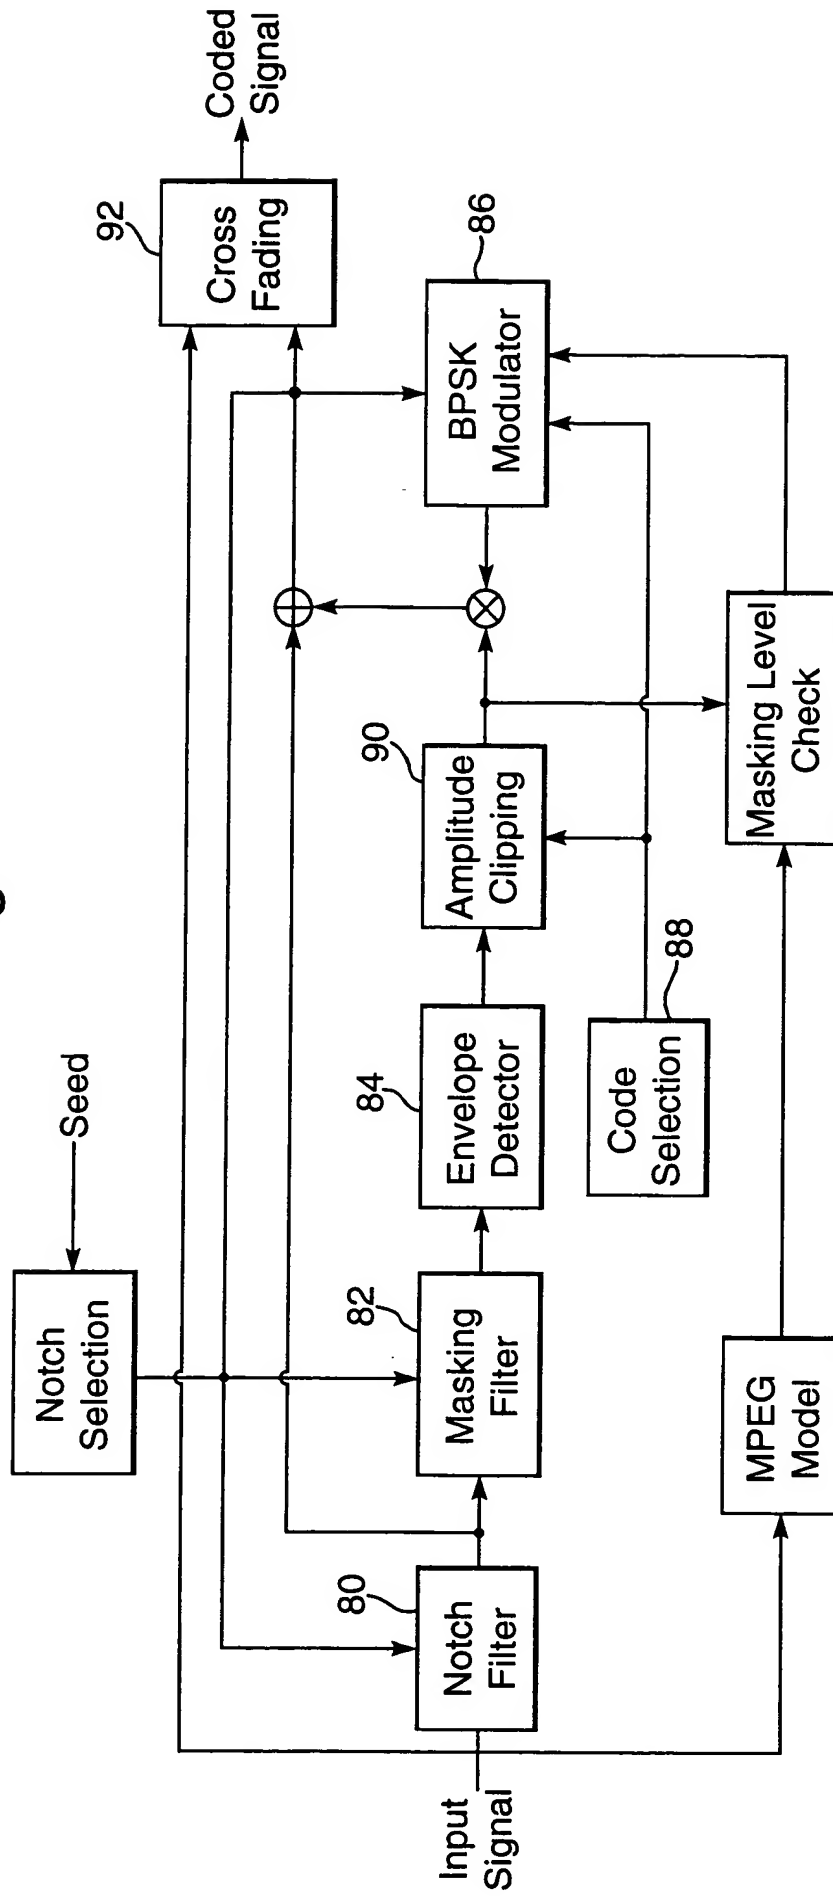 Seed
Notch
Selection
Coded
Signal
92
Cross
Fading
86
BPSK
Modulator
90
Amplitude
Clipping
84
Envelope
Detector
82
Masking
Filter
80
Notch
Filter
Input
Signal
88
Code
Selection
MPEG
Model
Masking Level
Check